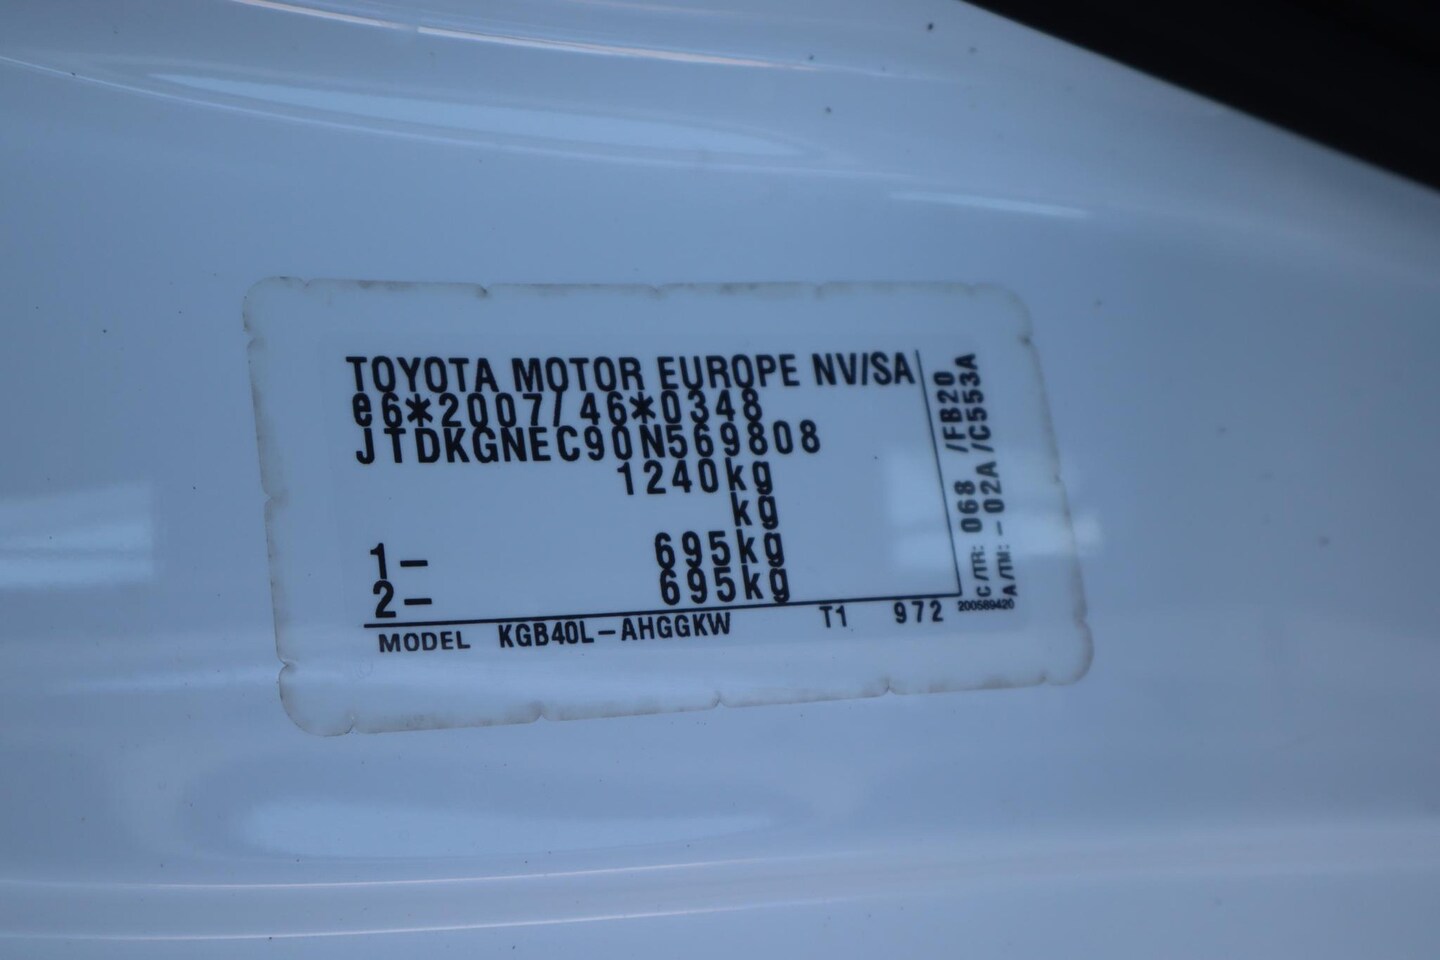 TOYOTA MOTOR EUROPE NV/SA
e6*2007/46*0348
JTDKGNEC90N569808
1240kg
kg
1- 695kg
2- 695kg
MODEL KGB40L-AHGGKW T1 972
C/TR: 068 /FB20
A/TM: -02A /C553A
200589420